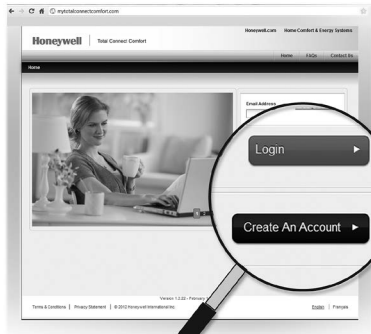 mytotalconnectcomfort.com
Honeywell.com Home Comfort & Energy Systems
Honeywell Total Connect Comfort
Home FAQs Contact Us
Home
Email Address
Login
Create An Account
Terms & Conditions Privacy Statement © 2012 Honeywell International Inc.
English Français